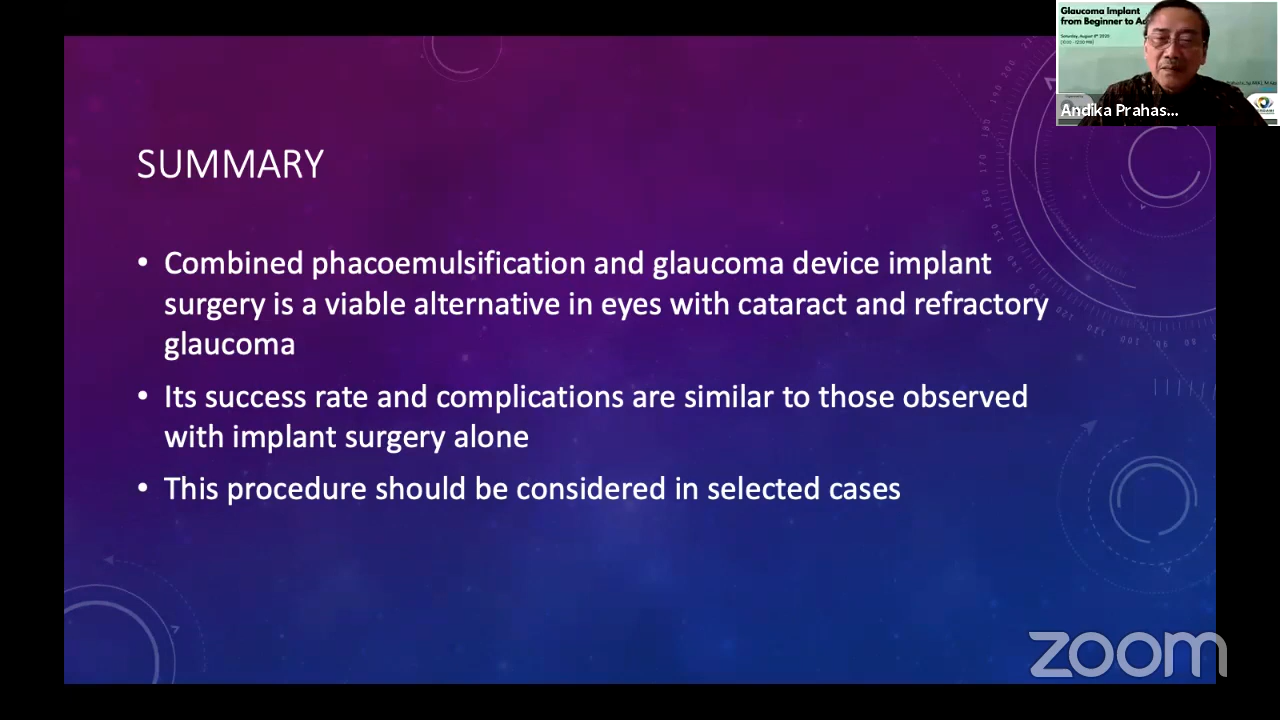 Glaucoma Implant
from Beginner to
Andika Prahas...
SUMMARY
• Combined phacoemulsification and glaucoma device implant
surgery is a viable alternative in eyes with cataract and refractory
glaucoma
• Its success rate and complications are similar to those observed
with implant surgery alone
• This procedure should be considered in selected cases
zoom